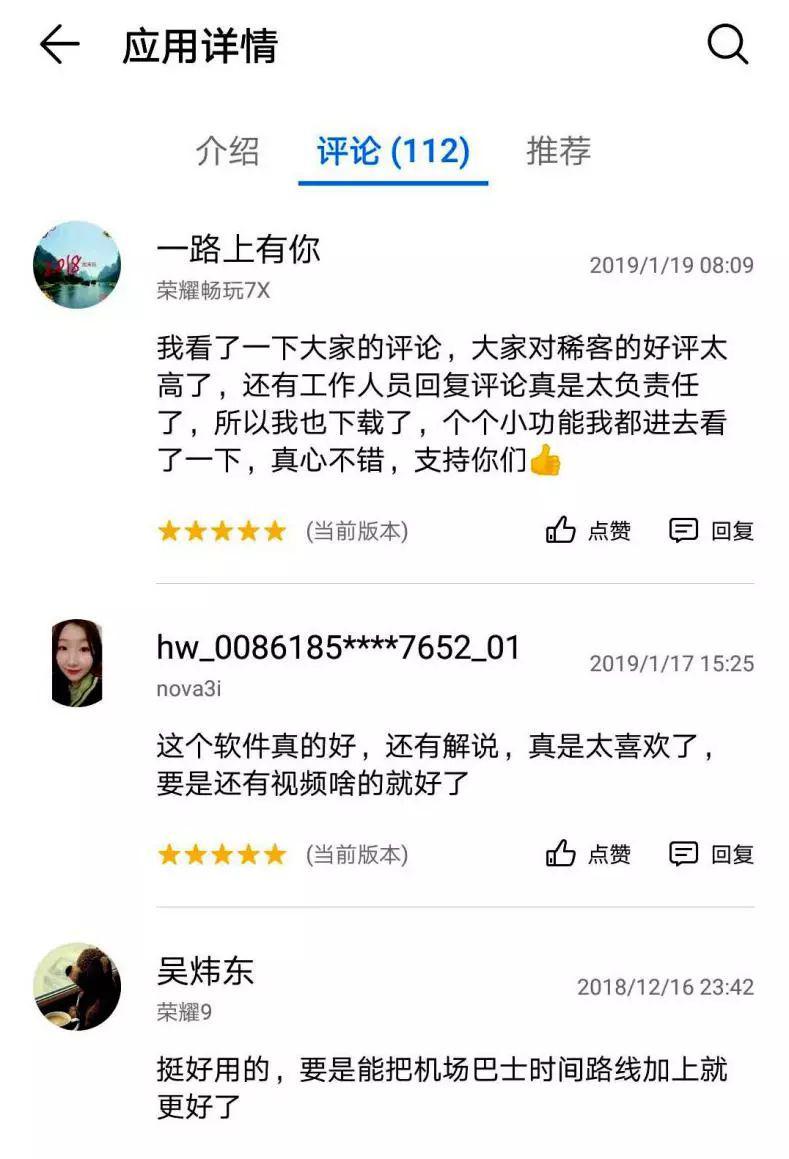 应用详情
介绍
评论 (112)
推荐
一路上有你
2019/1/19 08:09
荣耀畅玩7X
我看了一下大家的评论，大家对稀客的好评太
高了，还有工作人员回复评论真是太负责任
了，所以我也下载了，个个小功能我都进去看
了一下，真心不错，支持你们👍
(当前版本)
点赞
回复
hw_0086185****7652_01
2019/1/17 15:25
nova3i
这个软件真的好，还有解说，真是太喜欢了，
要是还有视频啥的就好了
(当前版本)
点赞
回复
吴炜东
2018/12/16 23:42
荣耀9
挺好用的，要是能把机场巴士时间路线加上就
更好了
2018